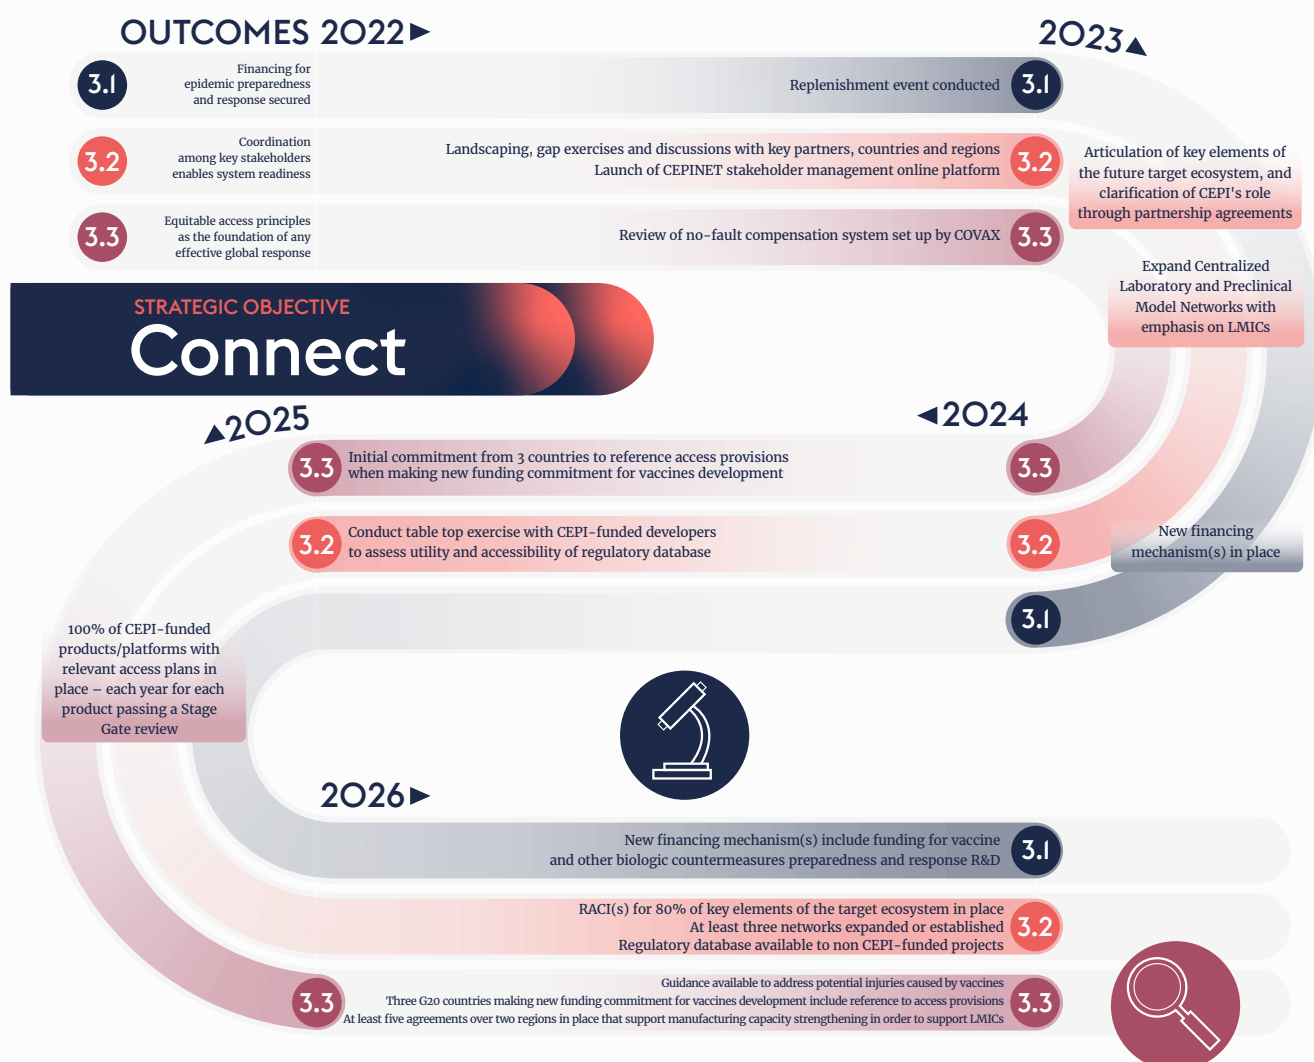 OUTCOMES 2022
2023
3.1
Financing for
epidemic preparedness
and response secured
Replenishment event conducted
3.1
3.2
Coordination
among key stakeholders
enables system readiness
Landscaping, gap exercises and discussions with key partners, countries and regions
Launch of CEPINET stakeholder management online platform
3.2
Articulation of key elements of
the future target ecosystem, and
clarification of CEPI's role
through partnership agreements
3.3
Equitable access principles
as the foundation of any
effective global response
Review of no-fault compensation system set up by COVAX
3.3
Expand Centralized
Laboratory and Preclinical
Model Networks with
emphasis on LMICs
STRATEGIC OBJECTIVE
Connect
2025
2024
3.3
Initial commitment from 3 countries to reference access provisions
when making new funding commitment for vaccines development
3.3
3.2
Conduct table top exercise with CEPI-funded developers
to assess utility and accessibility of regulatory database
3.2
New financing
mechanism(s) in place
3.1
100% of CEPI-funded
products/platforms with
relevant access plans in
place – each year for each
product passing a Stage
Gate review
2026
New financing mechanism(s) include funding for vaccine
and other biologic countermeasures preparedness and response R&D
3.1
RACI(s) for 80% of key elements of the target ecosystem in place
At least three networks expanded or established
Regulatory database available to non CEPI-funded projects
3.2
3.3
Guidance available to address potential injuries caused by vaccines
Three G20 countries making new funding commitment for vaccines development include reference to access provisions
At least five agreements over two regions in place that support manufacturing capacity strengthening in order to support LMICs
3.3